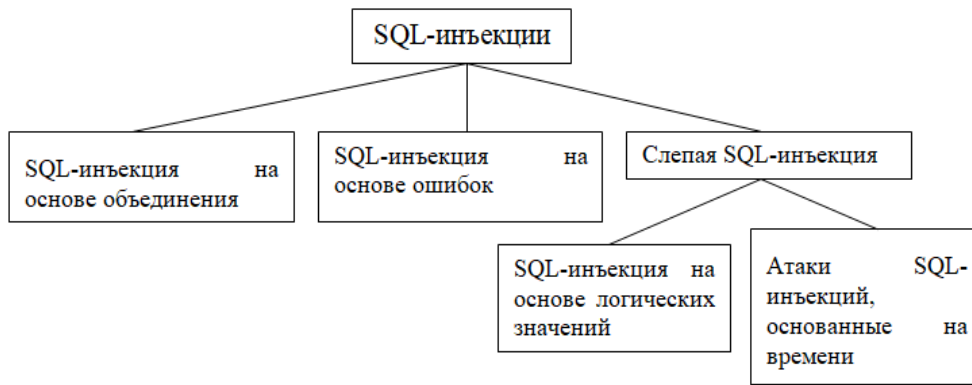 SQL-инъекции
SQL-инъекция на
основе объединения
SQL-инъекция на
основе ошибок
Слепая SQL-инъекция
SQL-инъекция на
основе логических
значений
Атаки SQL-
инъекций,
основанные на
времени